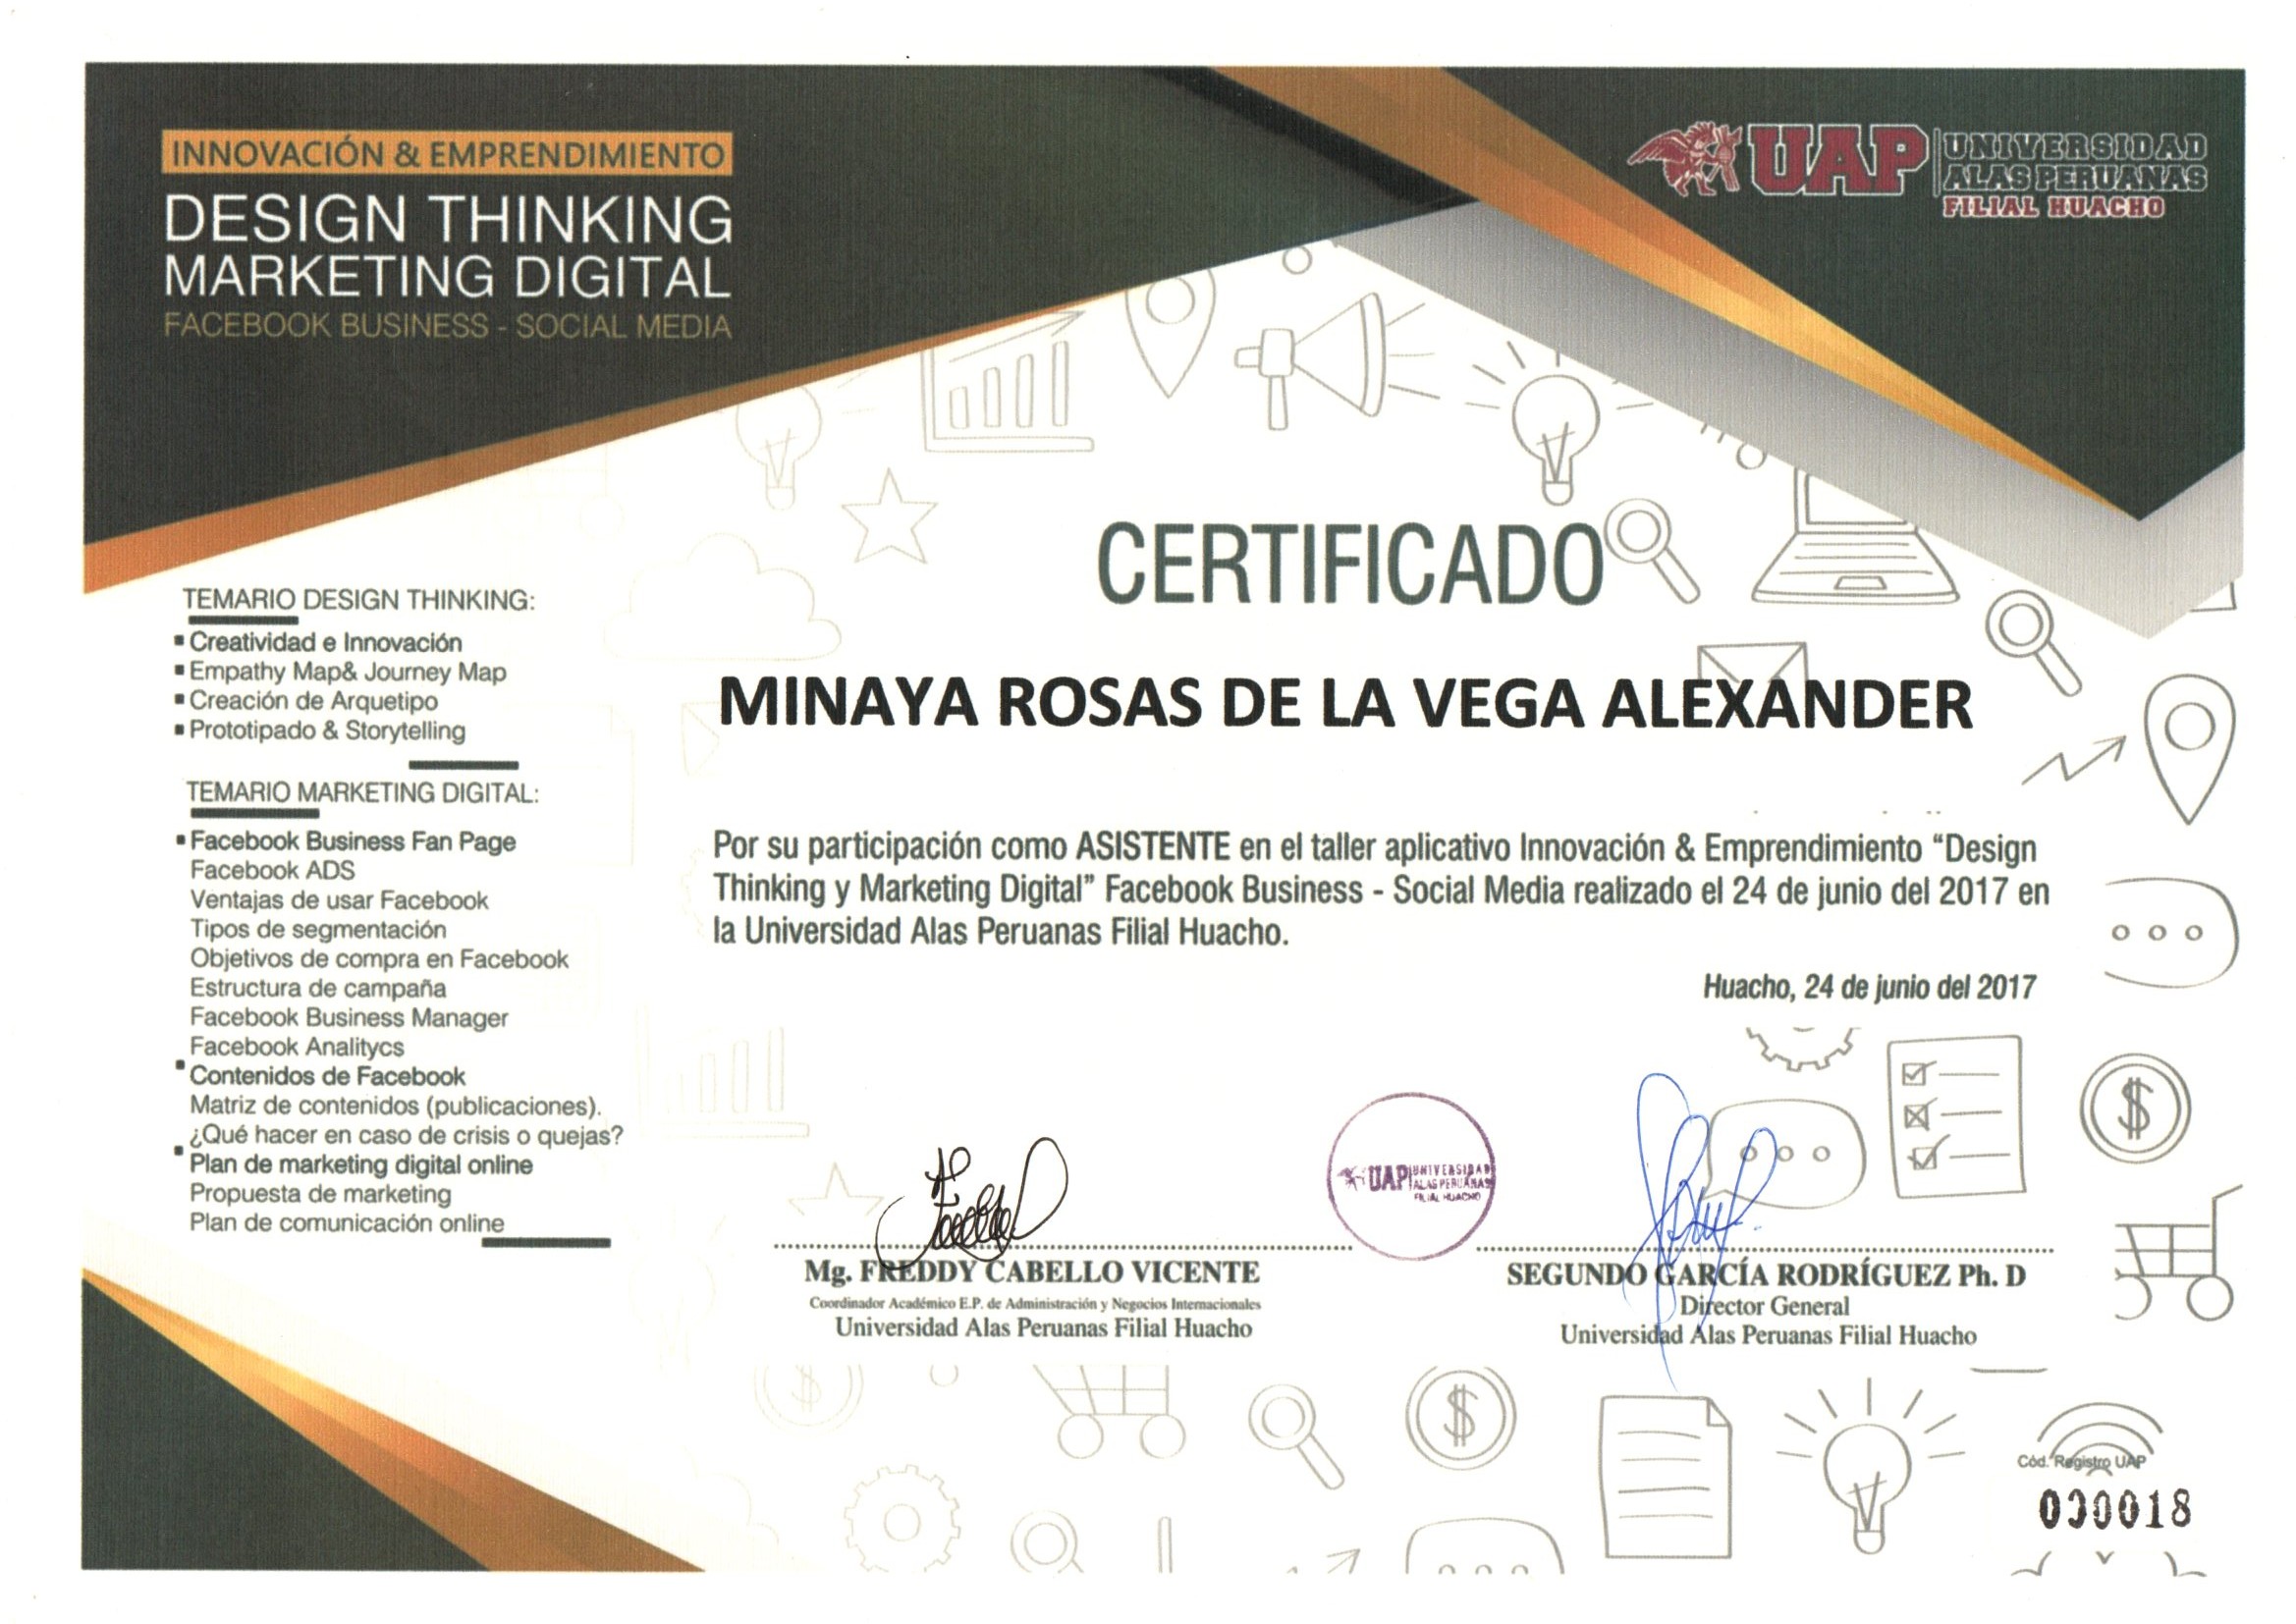 INNOVACIÓN & EMPRENDIMIENTO
DESIGN THINKING
MARKETING DIGITAL
FACEBOOK BUSINESS - SOCIAL MEDIA
UAP
UNIVERSIDAD
ALAS PERUANAS
FILIAL HUACHO
TEMARIO DESIGN THINKING:
▪ Creatividad e Innovación
▪ Empathy Map& Journey Map
▪ Creación de Arquetipo
▪ Prototipado & Storytelling
TEMARIO MARKETING DIGITAL:
▪ Facebook Business Fan Page
Facebook ADS
Ventajas de usar Facebook
Tipos de segmentación
Objetivos de compra en Facebook
Estructura de campaña
Facebook Business Manager
Facebook Analitycs
▪ Contenidos de Facebook
Matriz de contenidos (publicaciones).
¿Qué hacer en caso de crisis o quejas?
▪ Plan de marketing digital online
Propuesta de marketing
Plan de comunicación online
CERTIFICADO
MINAYA ROSAS DE LA VEGA ALEXANDER
Por su participación como ASISTENTE en el taller aplicativo Innovación & Emprendimiento “Design
Thinking y Marketing Digital” Facebook Business - Social Media realizado el 24 de junio del 2017 en
la Universidad Alas Peruanas Filial Huacho.
Huacho, 24 de junio del 2017
UAP
UNIVERSIDAD
ALAS PERUANAS
FILIAL HUACHO
Mg. FREDDY CABELLO VICENTE
Coordinador Académico E.P. de Administración y Negocios Internacionales
Universidad Alas Peruanas Filial Huacho
SEGUNDO GARCÍA RODRÍGUEZ Ph. D
Director General
Universidad Alas Peruanas Filial Huacho
Cód. Registro UAP
000018